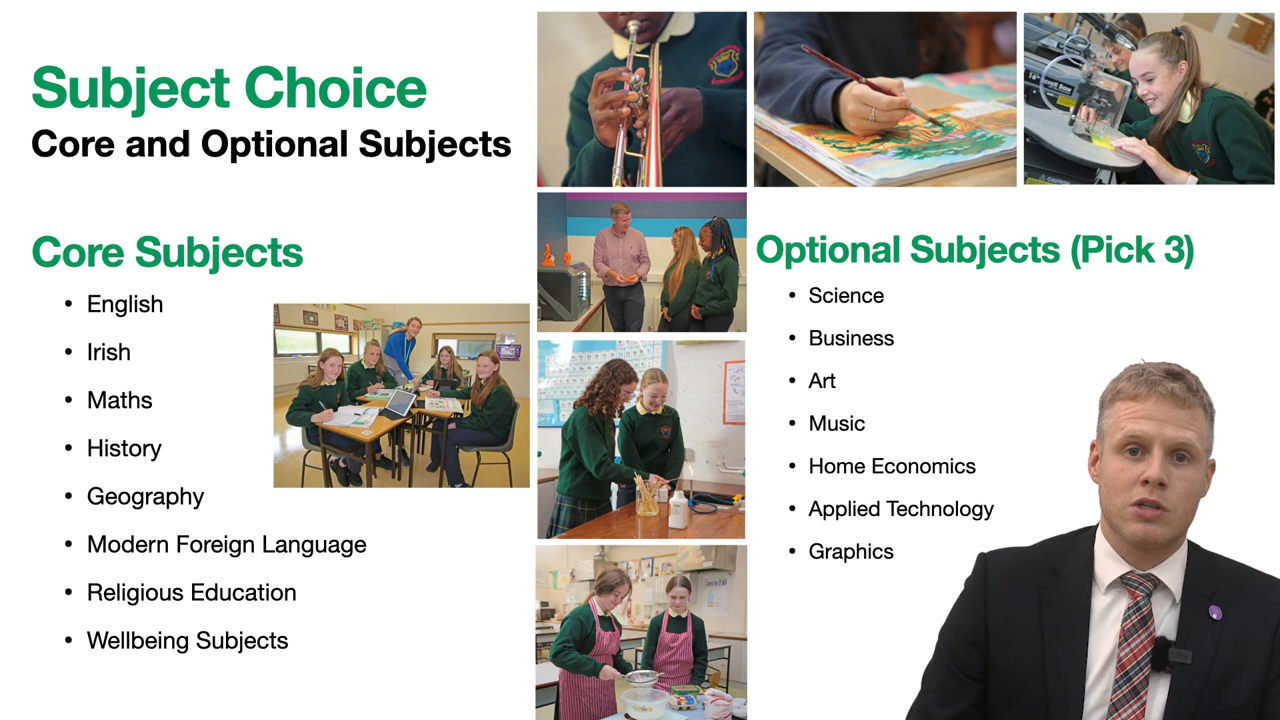 Subject Choice
Core and Optional Subjects
Core Subjects
• English
• Irish
• Maths
• History
• Geography
• Modern Foreign Language
• Religious Education
• Wellbeing Subjects
Optional Subjects (Pick 3)
• Science
• Business
• Art
• Music
• Home Economics
• Applied Technology
• Graphics